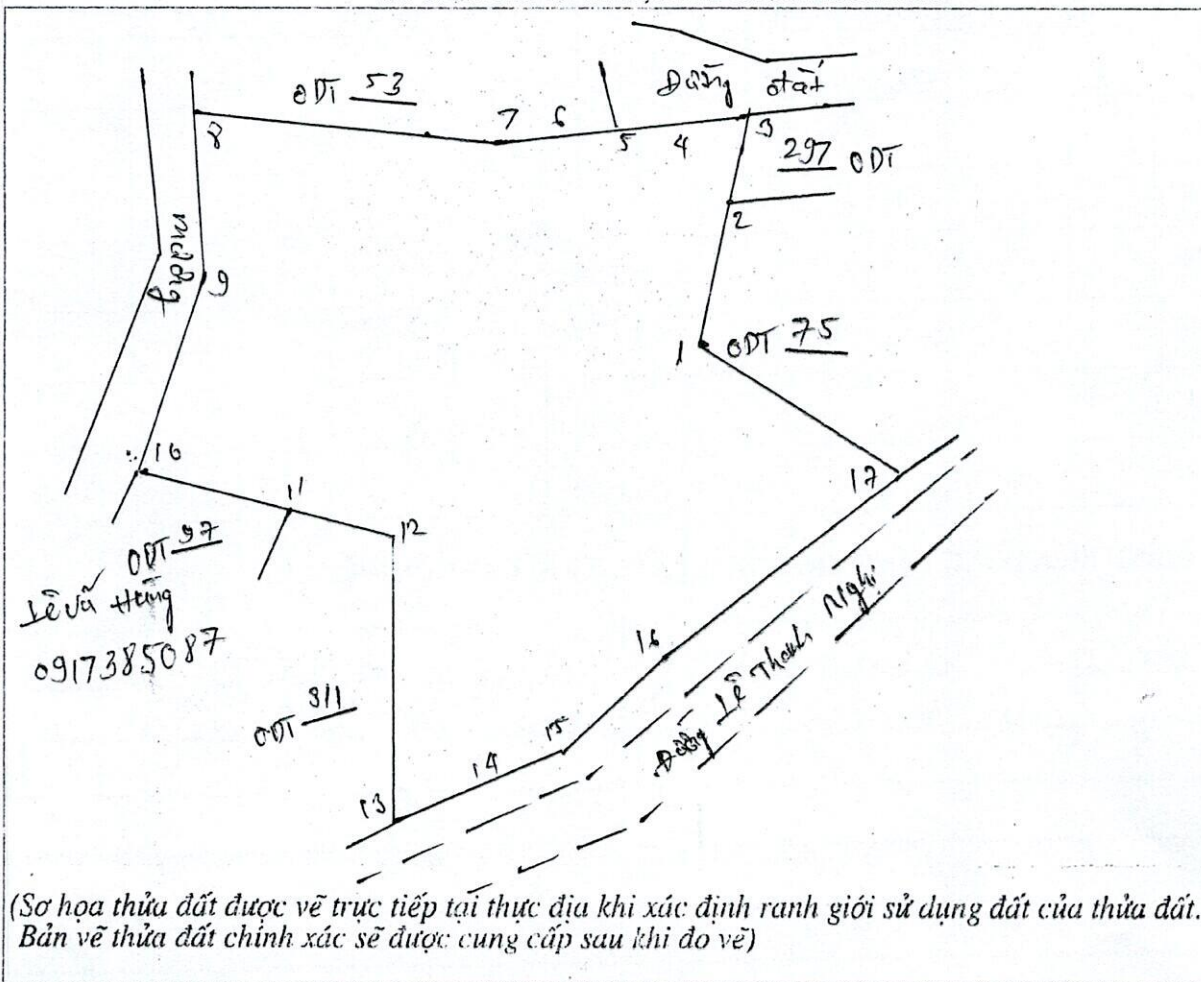 Đường đất
ODT 53
8
7
6
5
4
3
297 ODT
2
mương
9
1
ODT 75
10
11
12
17
ODT 97
Lê Vũ Hùng
0917385087
16
Đường Lê Thanh Nghị
ODT 311
15
14
13
(Sơ họa thửa đất được vẽ trực tiếp tại thực địa khi xác định ranh giới sử dụng đất của thửa đất.
Bản vẽ thửa đất chính xác sẽ được cung cấp sau khi đo vẽ)